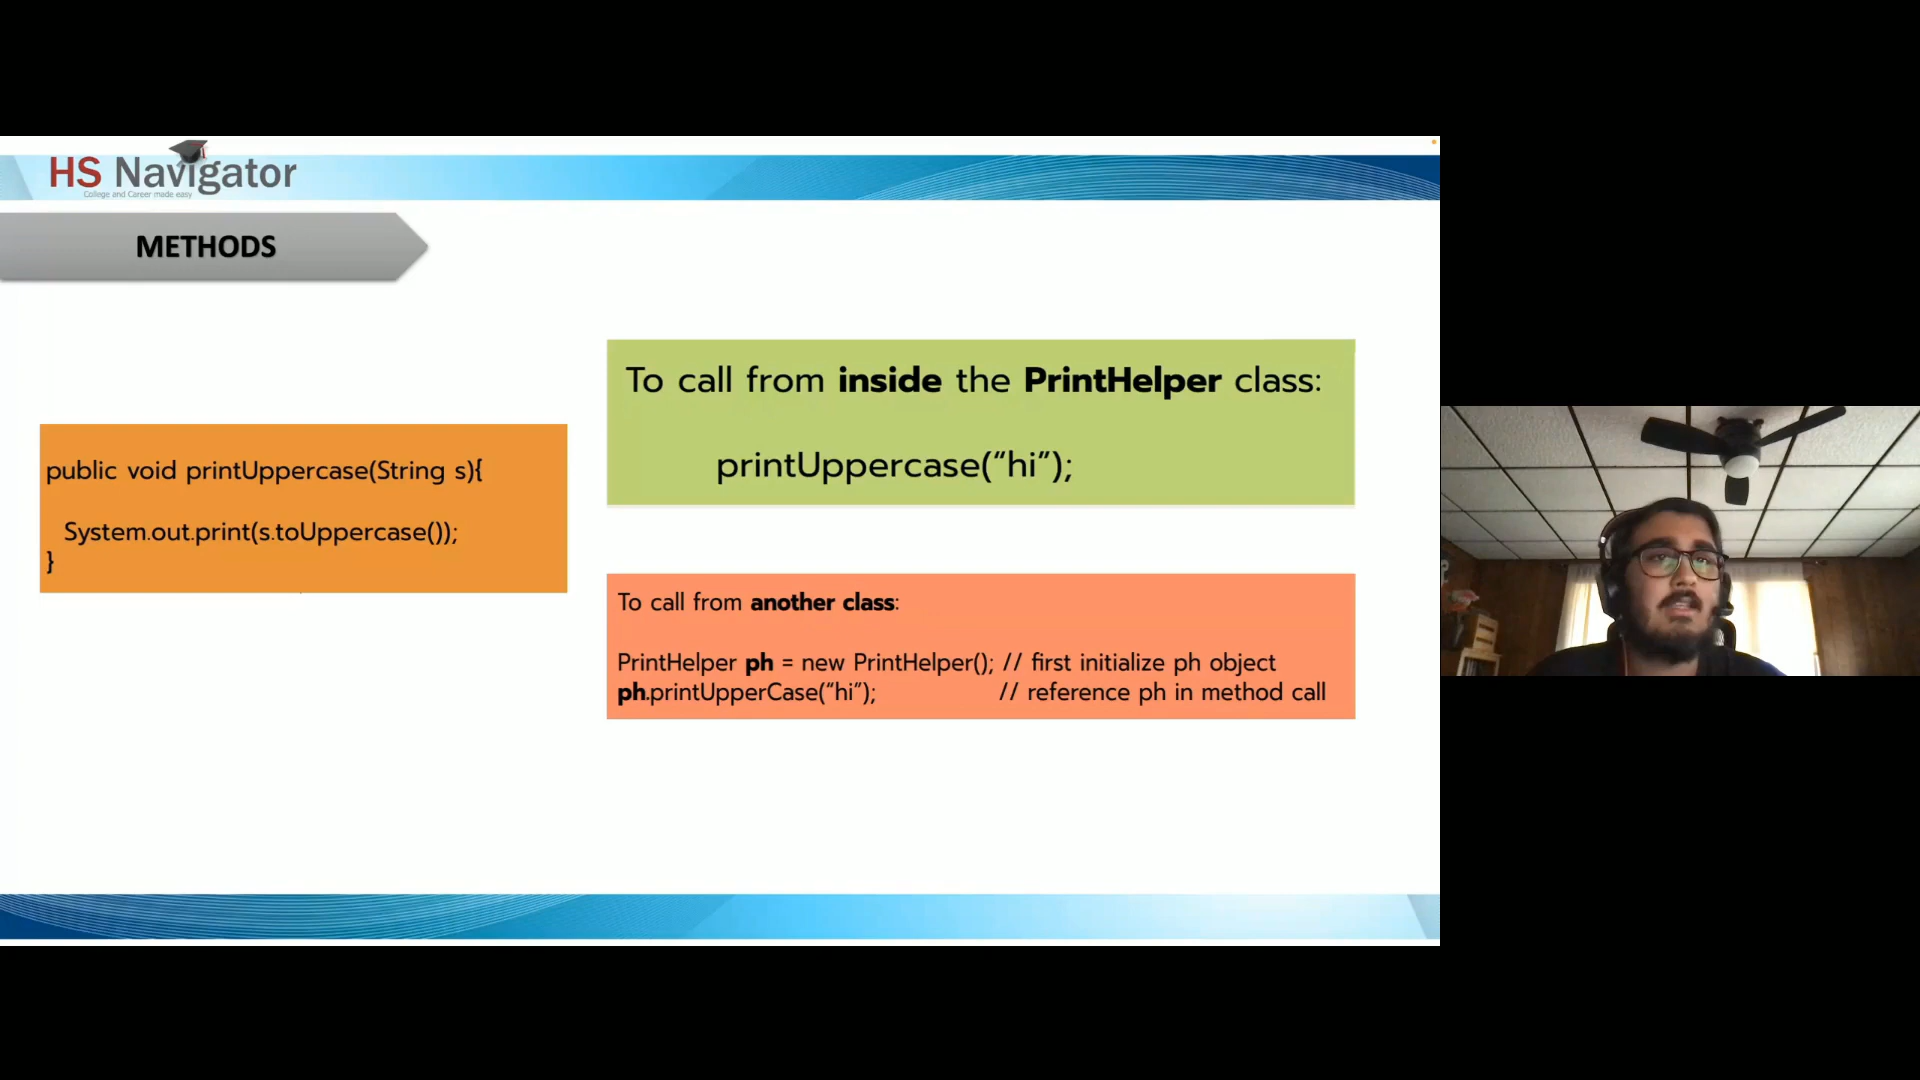 HS Navigator
College and Career made easy
METHODS
public void printUppercase(String s){
System.out.print(s.toUppercase());
}
To call from inside the PrintHelper class:
printUppercase(“hi”);
To call from another class:
PrintHelper ph = new PrintHelper(); // first initialize ph object
ph.printUpperCase(“hi”); // reference ph in method call